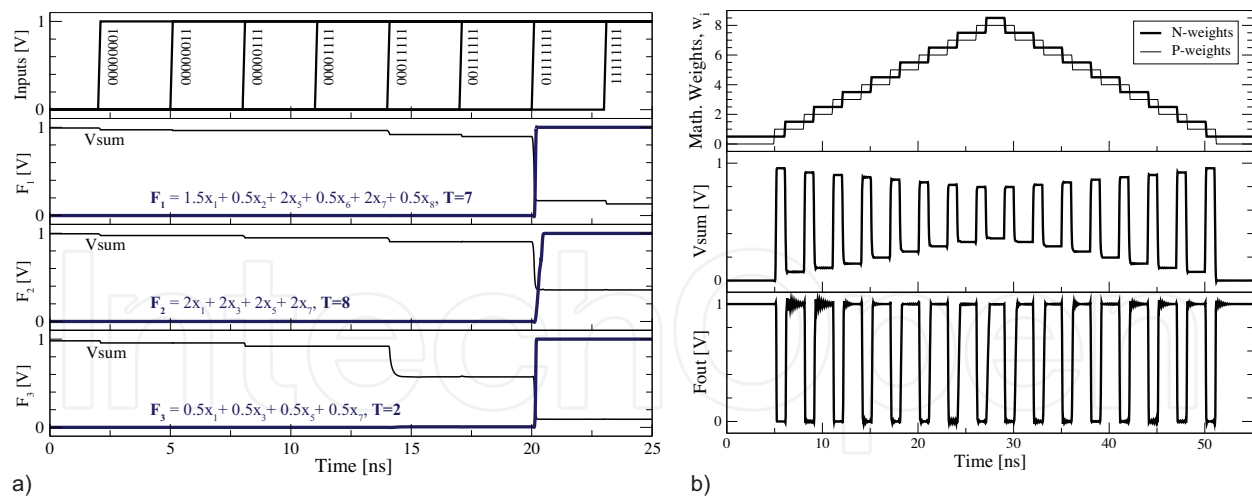 Inputs [V]
1
0
00000001
00000011
00000111
00001111
00011111
00111111
01111111
11111111
F1 [V]
1
0
Vsum
F1 = 1.5x1 + 0.5x2 + 2x5 + 0.5x6 + 2x7 + 0.5x8, T=7
F2 [V]
1
0
Vsum
F2 = 2x1 + 2x3 + 2x5 + 2x7, T=8
F3 [V]
1
0
Vsum
F3 = 0.5x1 + 0.5x3 + 0.5x5 + 0.5x7, T=2
0 5 10 15 20 25
Time [ns]
a)
Math. Weights, wi
8
6
4
2
0
N-weights
P-weights
Vsum [V]
1
0
Fout [V]
1
0
0 10 20 30 40 50
Time [ns]
b)
IntechOpen